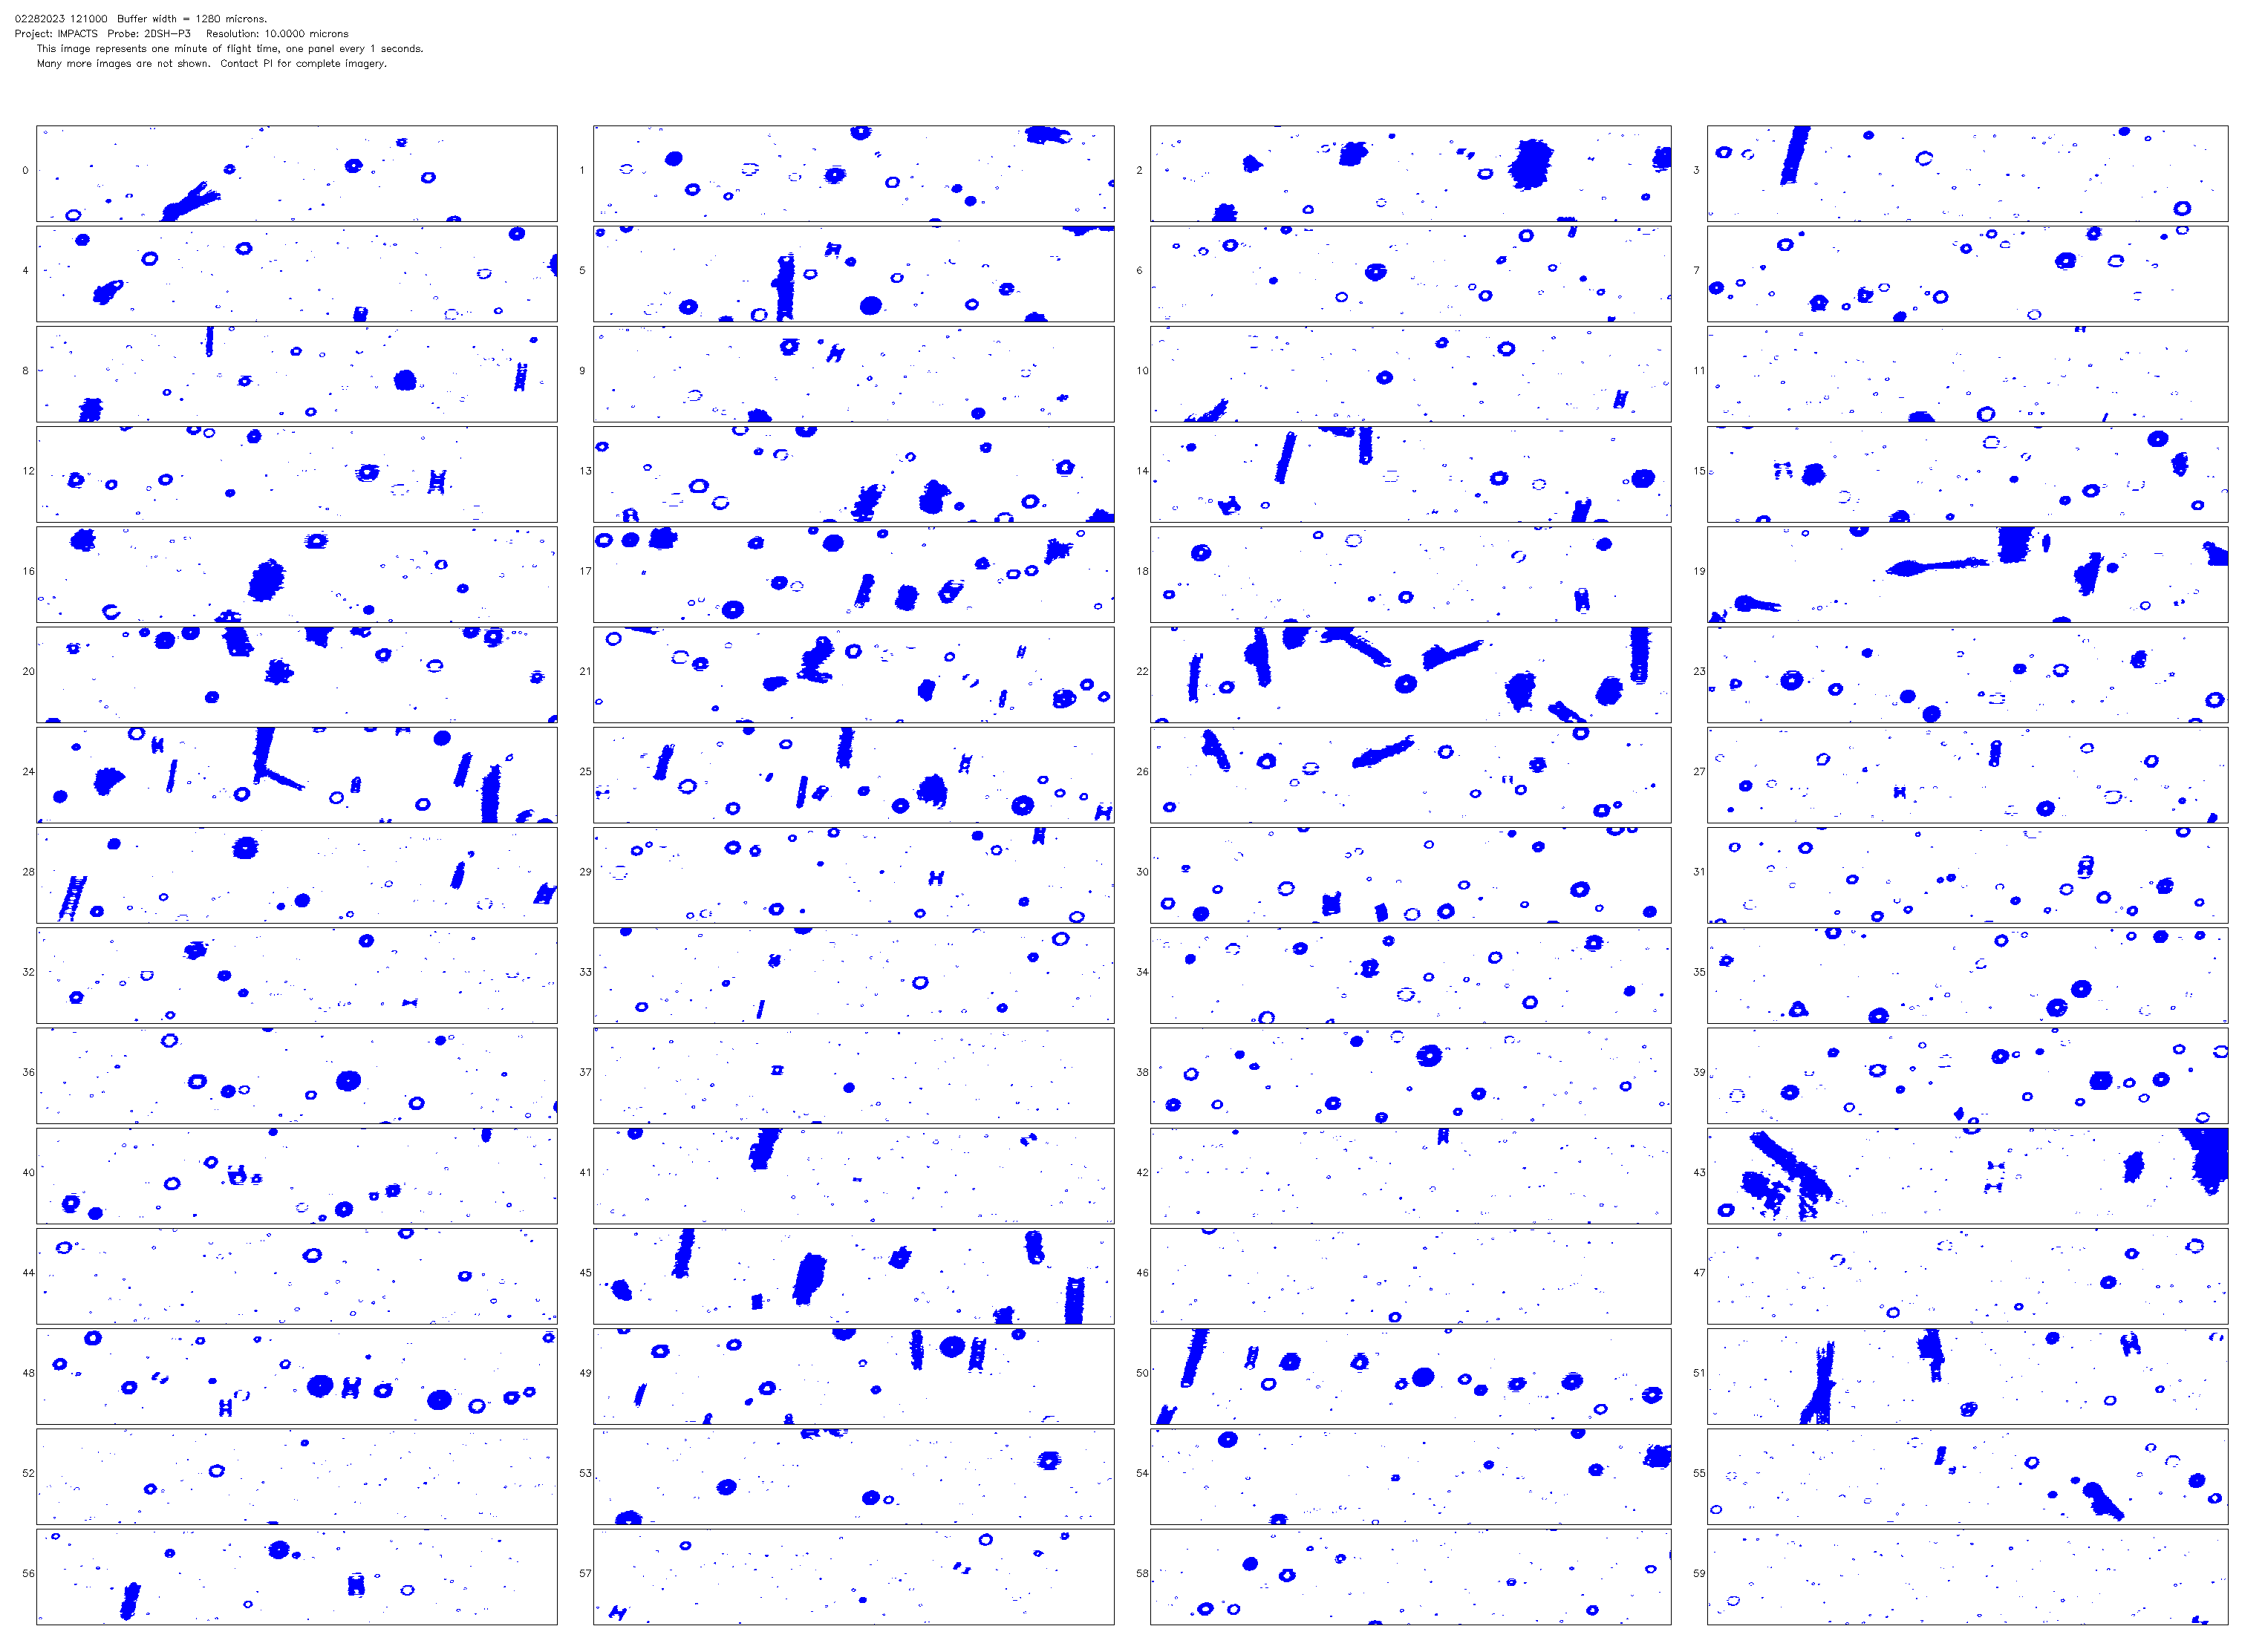 02282023 121000 Buffer width = 1280 microns.
Project: IMPACTS Probe: 2DSH-P3 Resolution: 10.0000 microns
This image represents one minute of flight time, one panel every 1 seconds.
Many more images are not shown. Contact PI for complete imagery.
0 1 2 3
4 5 6 7
8 9 10 11
12 13 14 15
16 17 18 19
20 21 22 23
24 25 26 27
28 29 30 31
32 33 34 35
36 37 38 39
40 41 42 43
44 45 46 47
48 49 50 51
52 53 54 55
56 57 58 59